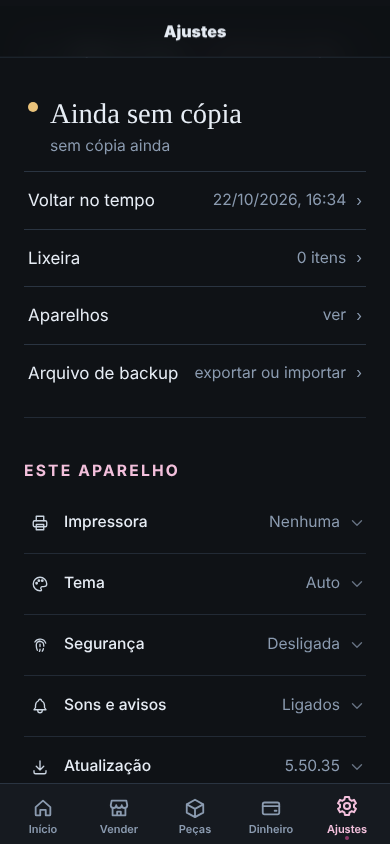 Ajustes
Ainda sem cópia
sem cópia ainda
Voltar no tempo 22/10/2026, 16:34 ›
Lixeira 0 itens ›
Aparelhos ver ›
Arquivo de backup exportar ou importar ›
ESTE APARELHO
Impressora Nenhuma
Tema Auto
Segurança Desligada
Sons e avisos Ligados
Atualização 5.50.35
Início Vender Peças Dinheiro Ajustes